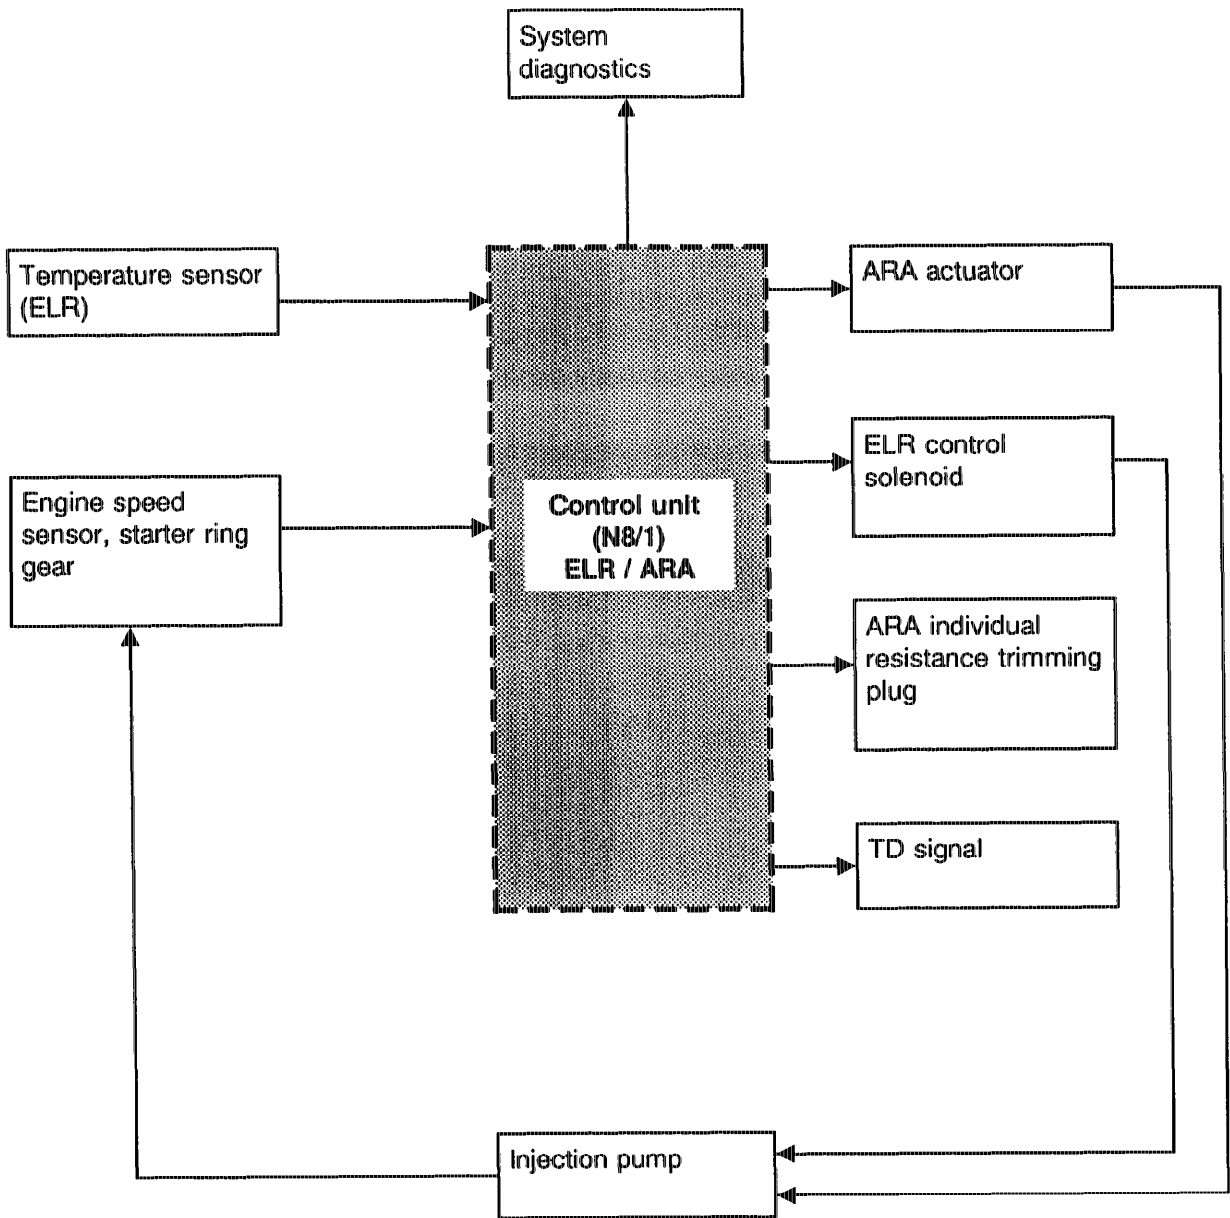 System
diagnostics
Temperature sensor
(ELR)
ARA actuator
ELR control
solenoid
Engine speed
sensor, starter ring
gear
Control unit
(N8/1)
ELR / ARA
ARA individual
resistance trimming
plug
TD signal
Injection pump